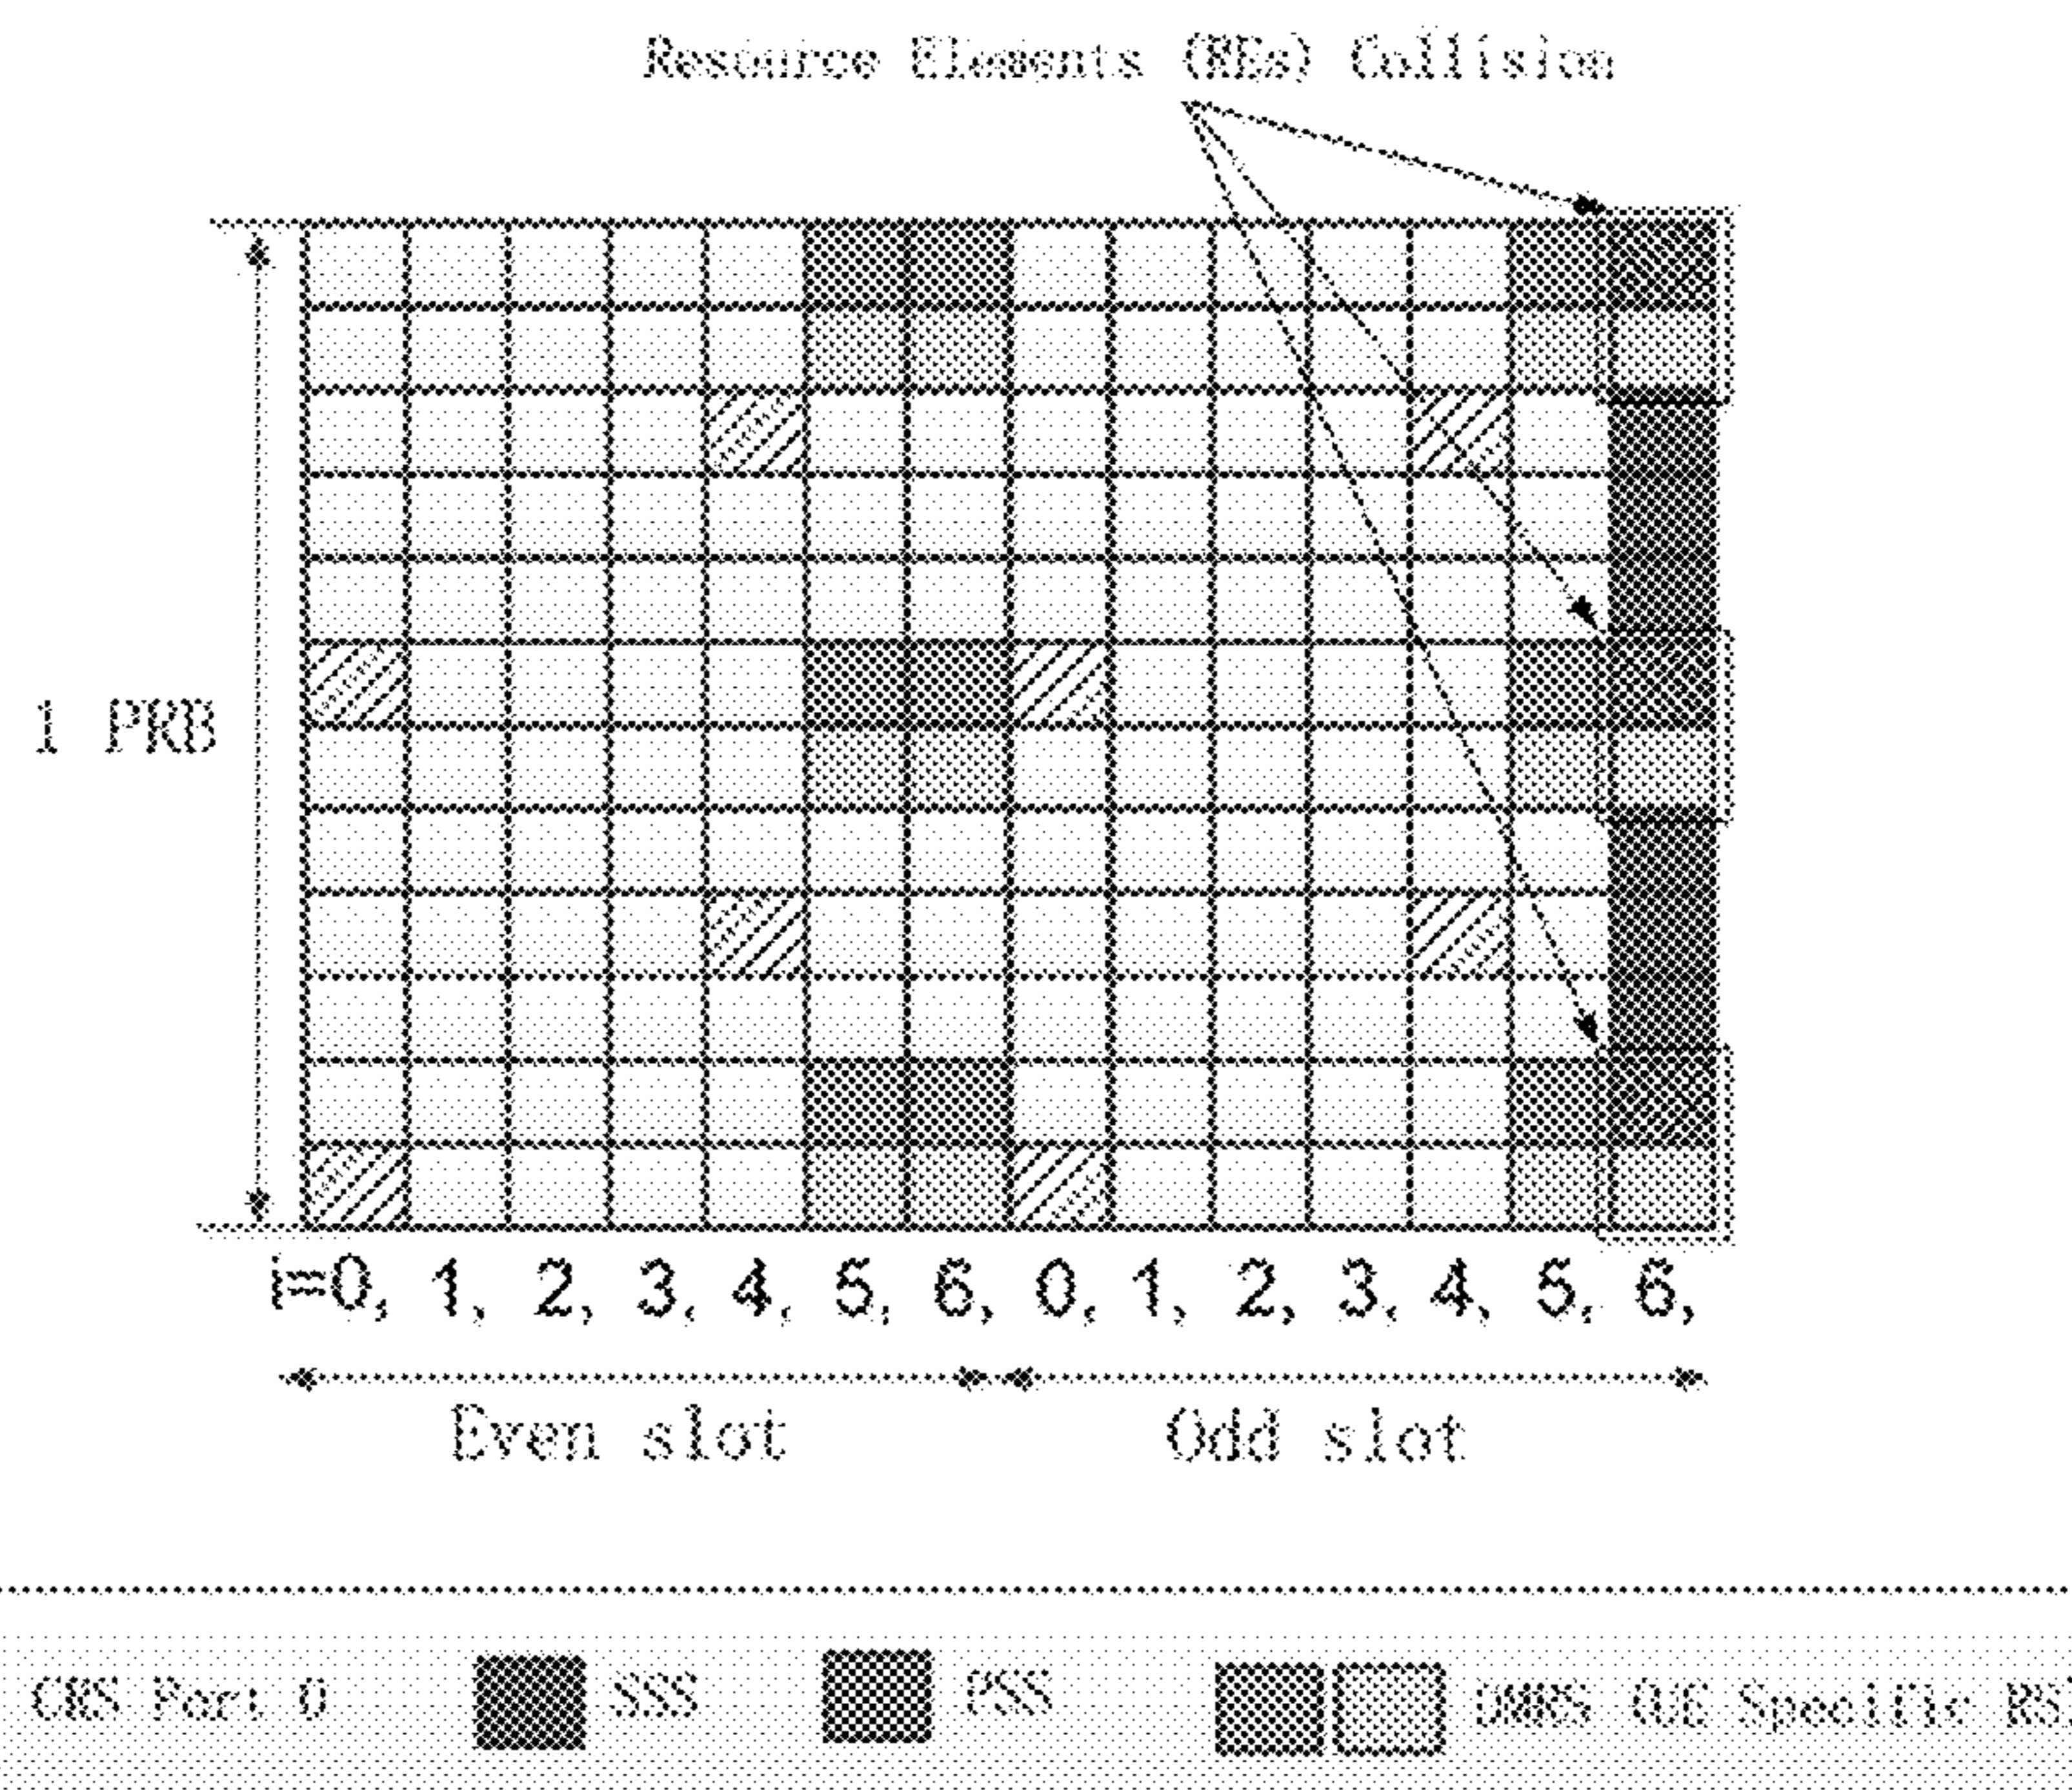 Resource Elements (REs) Collision
1 PRB
i=0, 1, 2, 3, 4, 5, 6, 0, 1, 2, 3, 4, 5, 6,
Even slot Odd slot
CRS Port 0 SSS PSS DMRS (UE Specific RS)